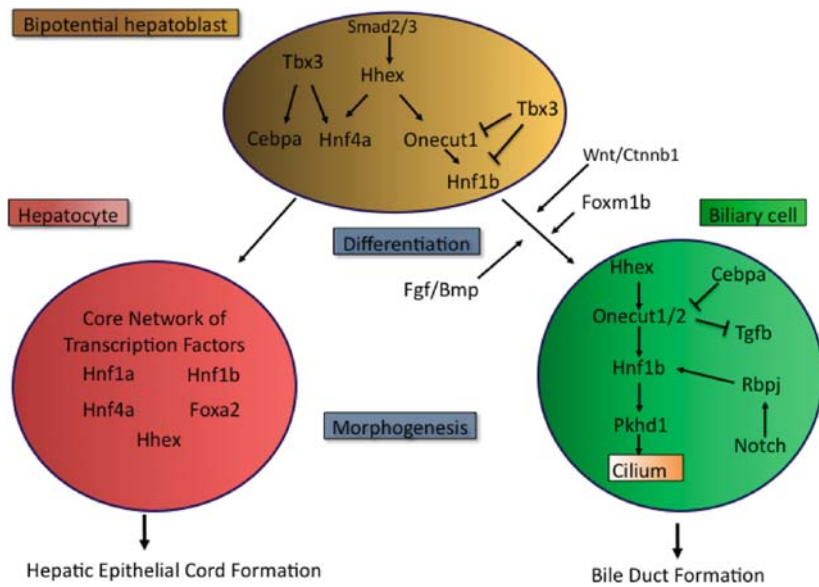 Bipotential hepatoblast
Smad2/3
Tbx3
Hhex
Tbx3
Cebpa
Hnf4a
Onecut1
Hnf1b
Wnt/Ctnnb1
Foxm1b
Hepatocyte
Differentiation
Biliary cell
Fgf/Bmp
Core Network of
Transcription Factors
Hnf1a
Hnf1b
Hnf4a
Foxa2
Hhex
Morphogenesis
Hhex
Cebpa
Onecut1/2
Tgfb
Hnf1b
Rbpj
Pkhd1
Notch
Cilium
Hepatic Epithelial Cord Formation
Bile Duct Formation